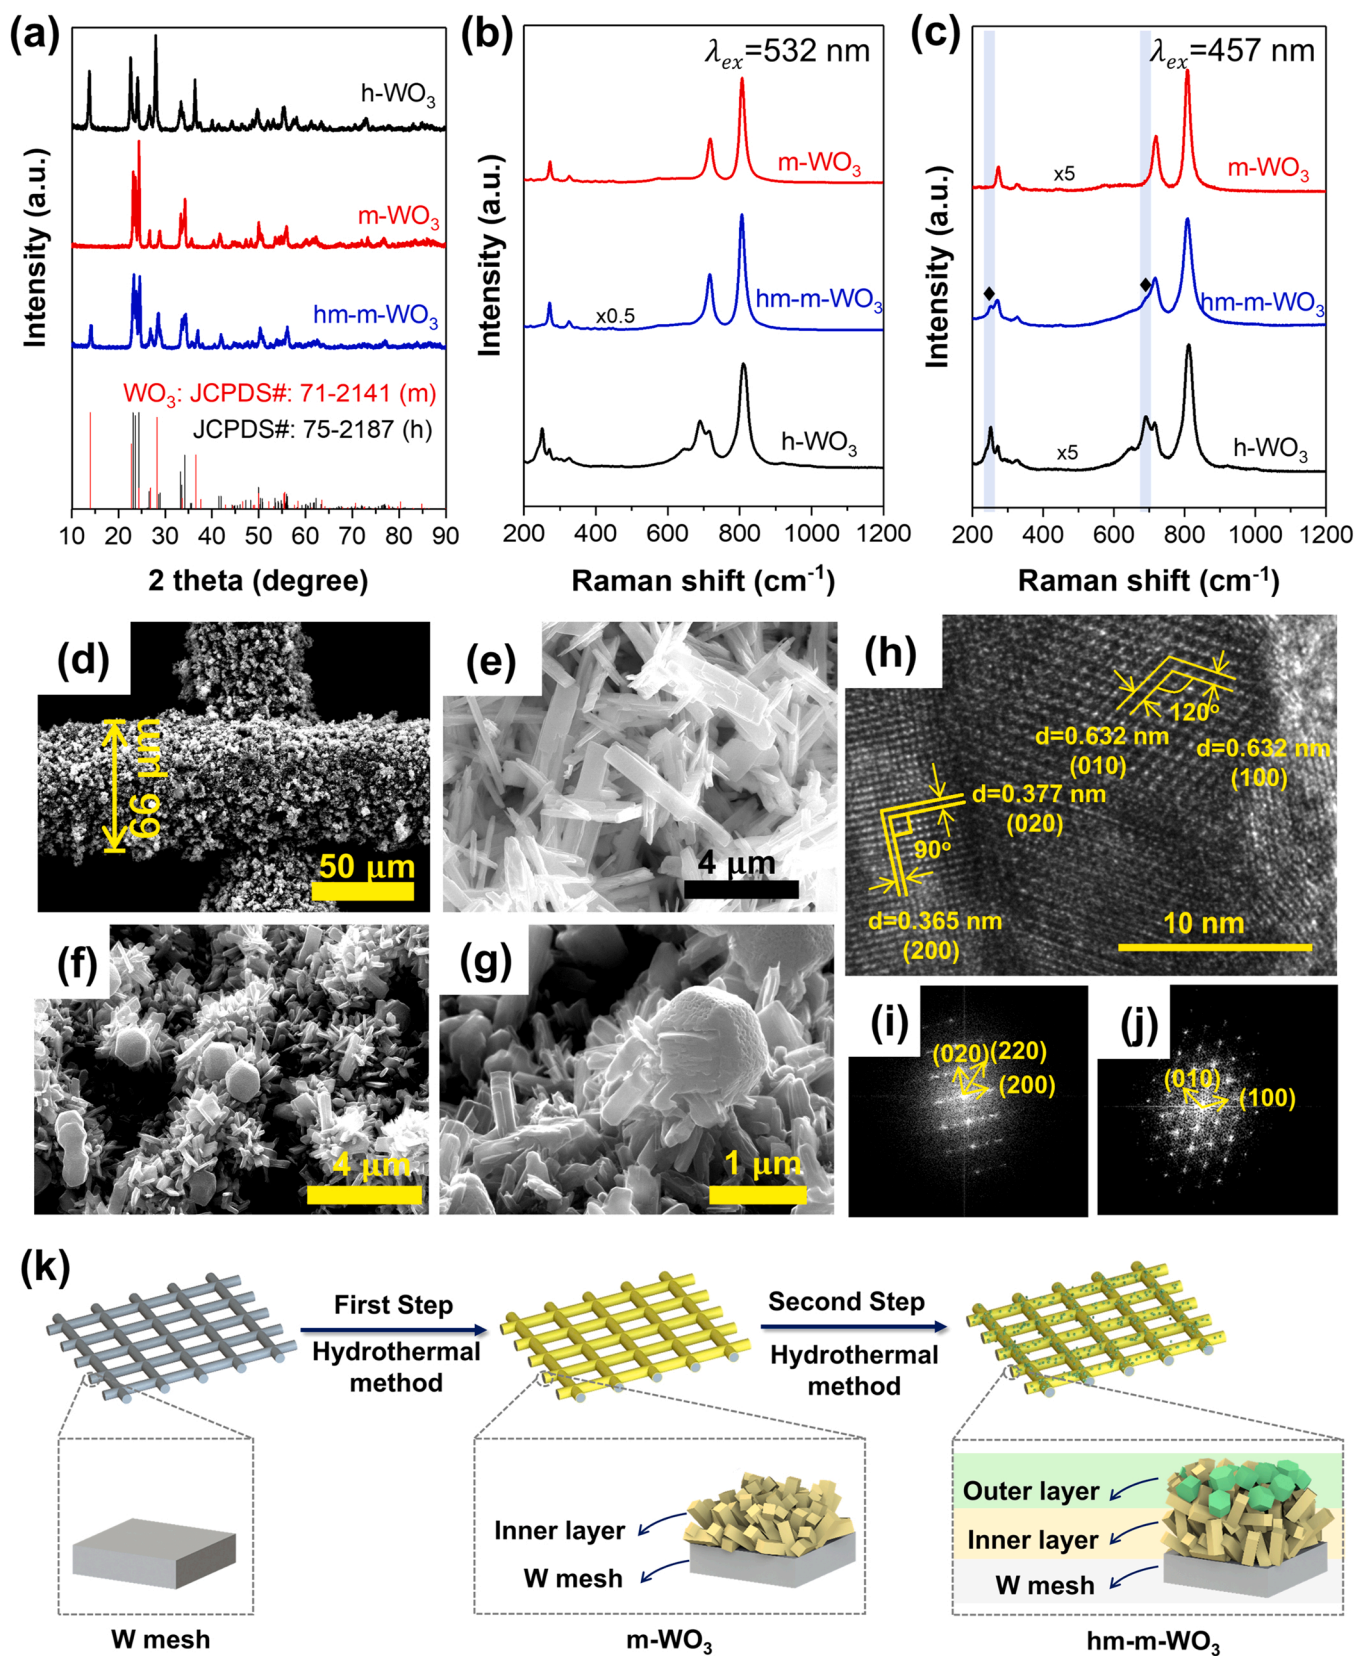 (a)
h-WO₃
m-WO₃
hm-m-WO₃
WO₃: JCPDS#: 71-2141 (m)
JCPDS#: 75-2187 (h)
Intensity (a.u.)
10 20 30 40 50 60 70 80 90
2 theta (degree)
(b)
λex=532 nm
m-WO₃
hm-m-WO₃
x0.5
h-WO₃
Intensity (a.u.)
200 400 600 800 1000 1200
Raman shift (cm⁻¹)
(c)
λex=457 nm
x5
m-WO₃
hm-m-WO₃
x5
h-WO₃
Intensity (a.u.)
200 400 600 800 1000 1200
Raman shift (cm⁻¹)
(d)
66 μm
50 μm
(e)
4 μm
(f)
4 μm
(g)
1 μm
(h)
120°
d=0.632 nm
(010)
d=0.632 nm
(100)
d=0.377 nm
(020)
90°
d=0.365 nm
(200)
10 nm
(i)
(020)
(220)
(200)
(j)
(010)
(100)
(k)
First Step
Hydrothermal
method
Second Step
Hydrothermal
method
Inner layer
W mesh
Outer layer
Inner layer
W mesh
W mesh
m-WO₃
hm-m-WO₃